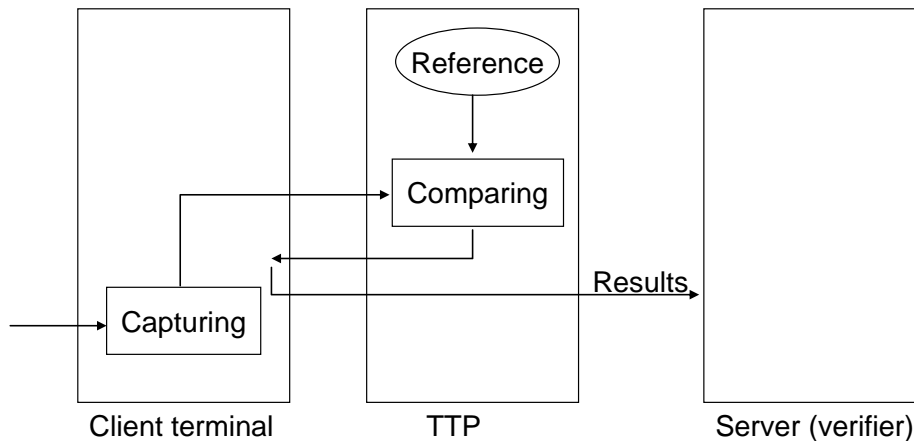 Reference
Comparing
Results
Capturing
Client terminal
TTP
Server (verifier)